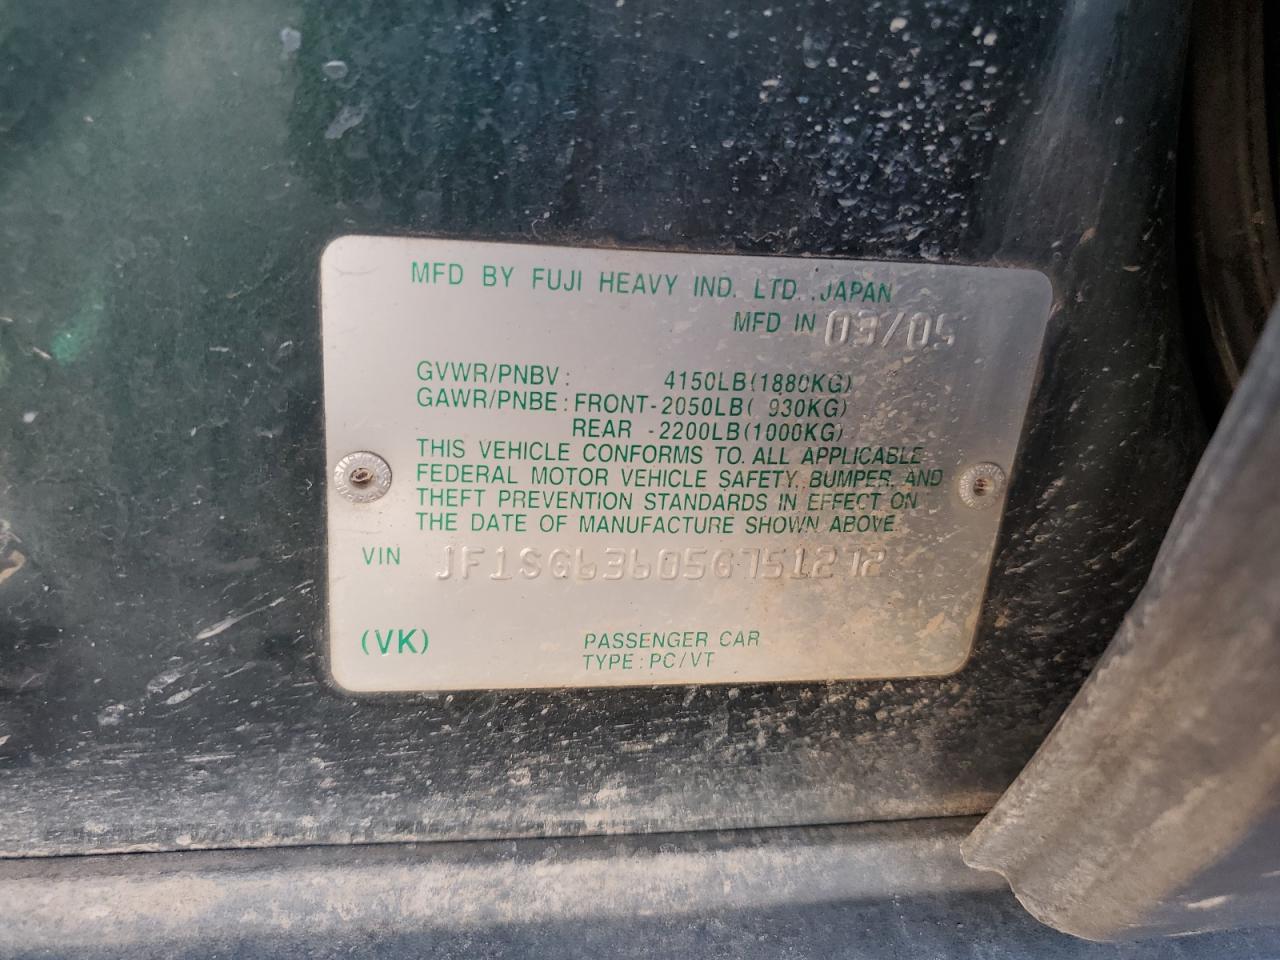 MFD BY FUJI HEAVY IND. LTD. ,JAPAN
MFD IN 03/05
GVWR/PNBV: 4150LB(1880KG)
GAWR/PNBE: FRONT-2050LB( 930KG)
REAR -2200LB(1000KG)
THIS VEHICLE CONFORMS TO ALL APPLICABLE
FEDERAL MOTOR VEHICLE SAFETY, BUMPER, AND
THEFT PREVENTION STANDARDS IN EFFECT ON
THE DATE OF MANUFACTURE SHOWN ABOVE.
VIN JF1SG63605G751272
(VK)
PASSENGER CAR
TYPE: PC/VT